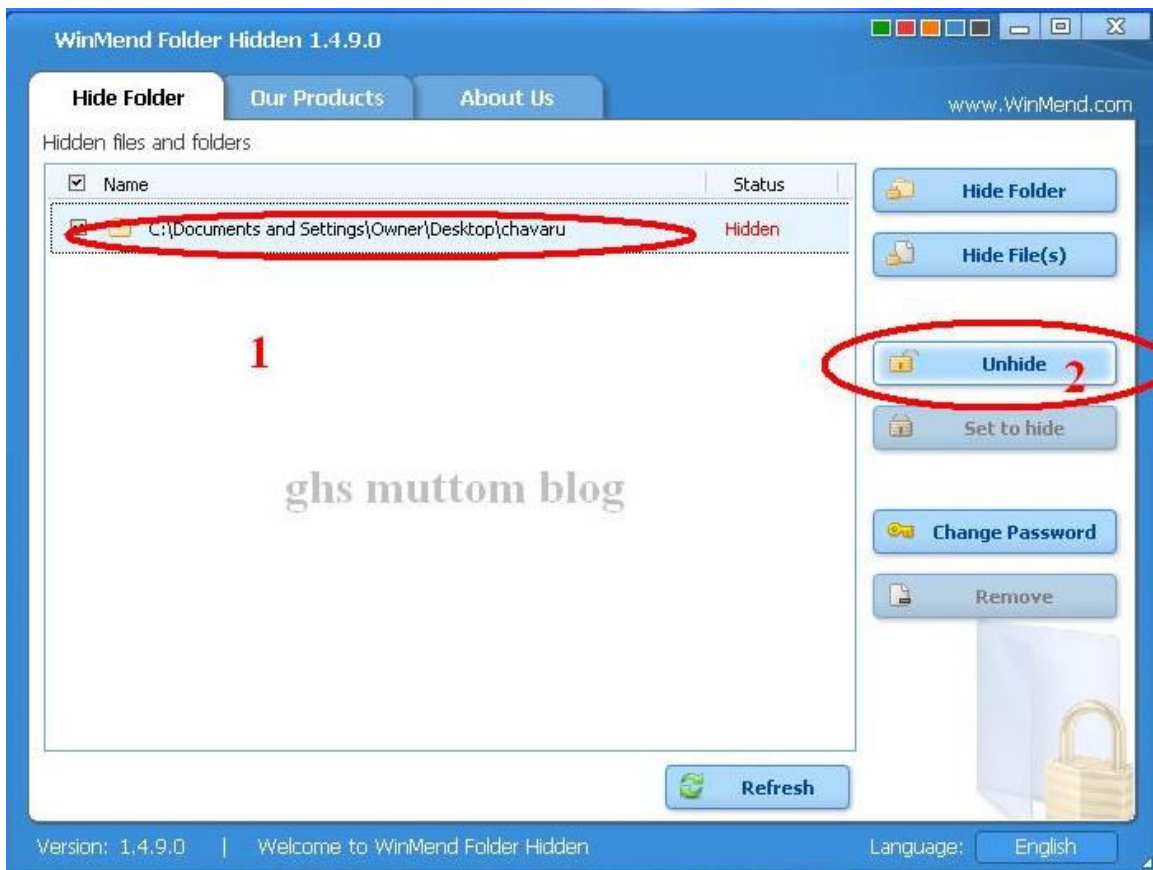 WinMend Folder Hidden 1.4.9.0
Hide Folder Our Products About Us
www.WinMend.com
Hidden files and folders
Name Status
C:\Documents and Settings\Owner\Desktop\chavaru Hidden
Hide Folder
Hide File(s)
1
Unhide 2
Set to hide
ghs muttom blog
Change Password
Remove
Refresh
Version: 1.4.9.0 | Welcome to WinMend Folder Hidden Language: English